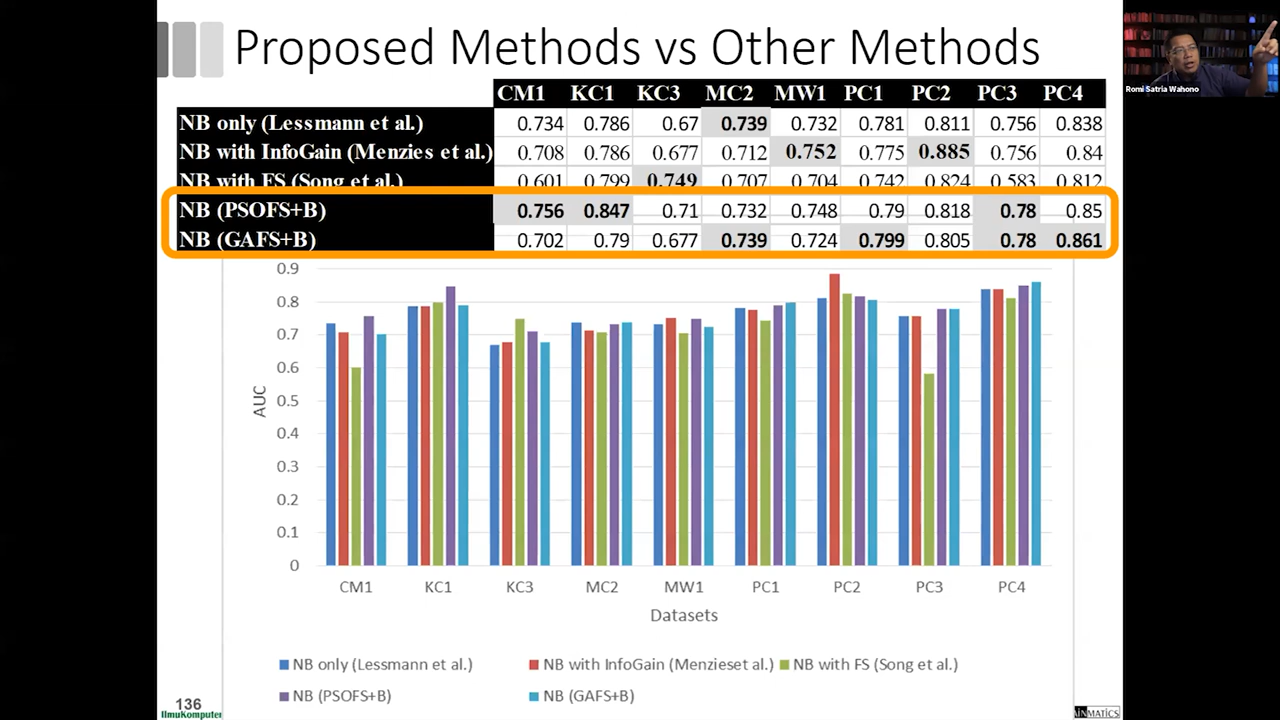 Proposed Methods vs Other Methods
Romi Satria Wahono
CM1 KC1 KC3 MC2 MW1 PC1 PC2 PC3 PC4
NB only (Lessmann et al.) 0.734 0.786 0.67 0.739 0.732 0.781 0.811 0.756 0.838
NB with InfoGain (Menzies et al.) 0.708 0.786 0.677 0.712 0.752 0.775 0.885 0.756 0.84
NB with FS (Song et al.) 0.601 0.799 0.749 0.707 0.704 0.742 0.824 0.583 0.812
NB (PSOFS+B) 0.756 0.847 0.71 0.732 0.748 0.79 0.818 0.78 0.85
NB (GAFS+B) 0.702 0.79 0.677 0.739 0.724 0.799 0.805 0.78 0.861
0.9
0.8
0.7
0.6
0.5
0.4
0.3
0.2
0.1
0
AUC
CM1 KC1 KC3 MC2 MW1 PC1 PC2 PC3 PC4
Datasets
NB only (Lessmann et al.) NB with InfoGain (Menzieset al.) NB with FS (Song et al.)
NB (PSOFS+B) NB (GAFS+B)
136
IlmuKomputer
AINMATICS